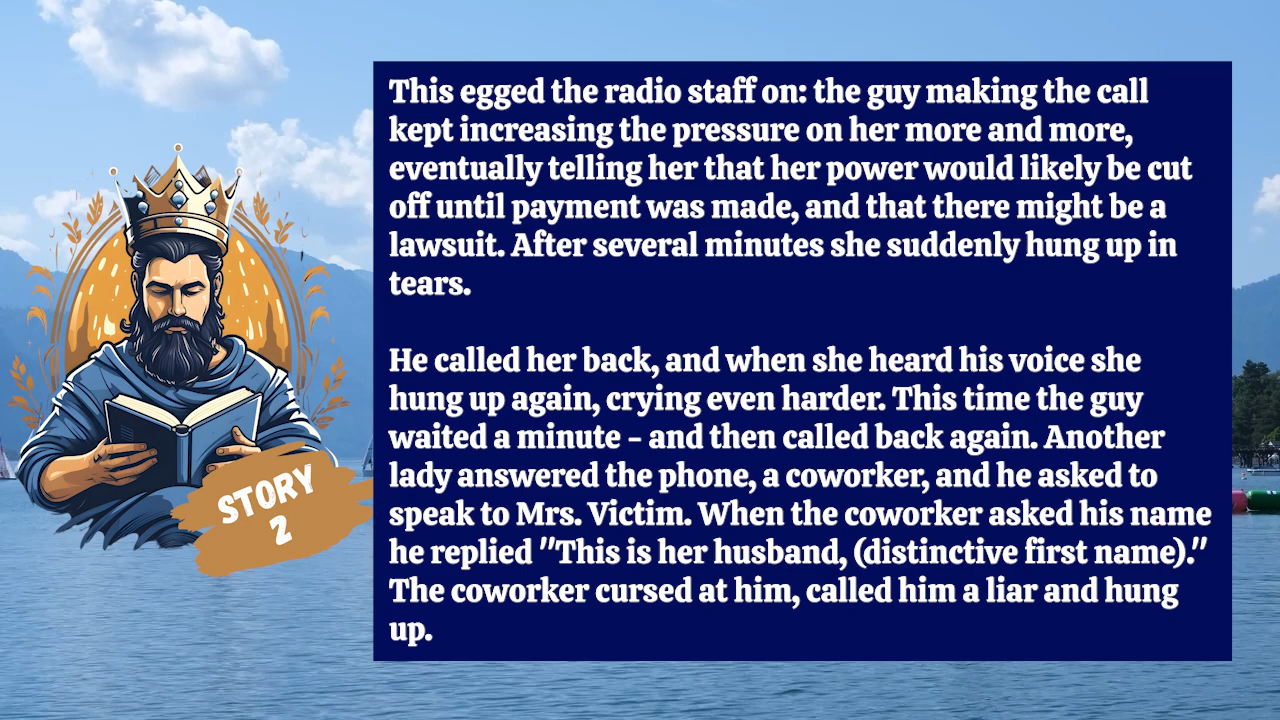 This egged the radio staff on: the guy making the call
kept increasing the pressure on her more and more,
eventually telling her that her power would likely be cut
off until payment was made, and that there might be a
lawsuit. After several minutes she suddenly hung up in
tears.
He called her back, and when she heard his voice she
hung up again, crying even harder. This time the guy
waited a minute - and then called back again. Another
lady answered the phone, a coworker, and he asked to
speak to Mrs. Victim. When the coworker asked his name
he replied "This is her husband, (distinctive first name)."
The coworker cursed at him, called him a liar and hung
up.
STORY
2